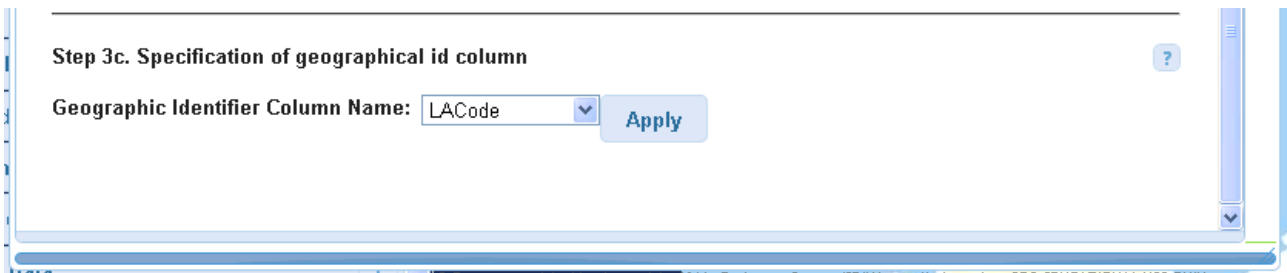 Step 3c. Specification of geographical id column
?
Geographic Identifier Column Name: LACode Apply